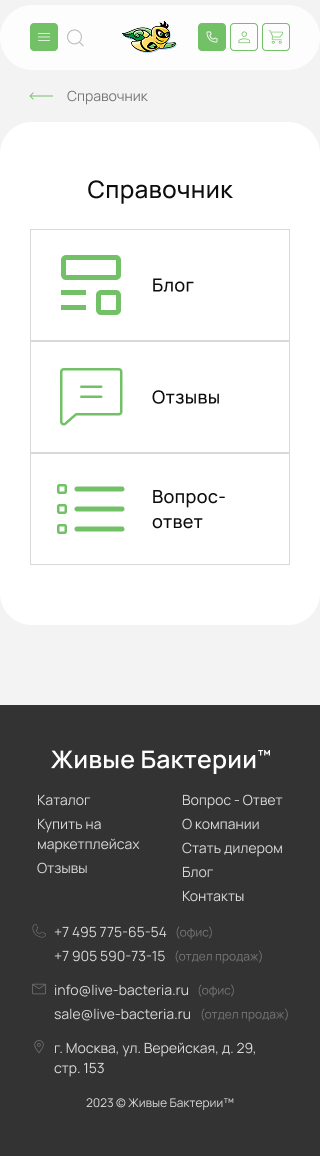 Справочник
Справочник
Блог
Отзывы
Вопрос-
ответ
Живые Бактерии™
Каталог
Купить на
маркетплейсах
Отзывы
Вопрос - Ответ
О компании
Стать дилером
Блог
Контакты
+7 495 775-65-54 (офис)
+7 905 590-73-15 (отдел продаж)
info@live-bacteria.ru (офис)
sale@live-bacteria.ru (отдел продаж)
г. Москва, ул. Верейская, д. 29,
стр. 153
2023 © Живые Бактерии™